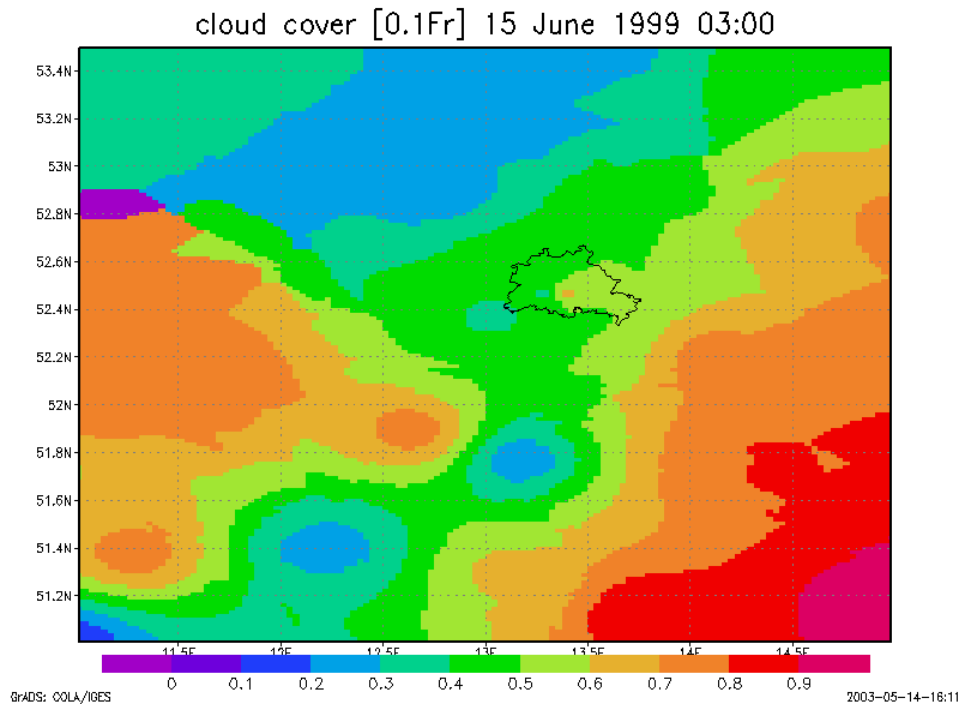 cloud cover [0.1Fr] 15 June 1999 03:00
53.4N
53.2N
53N
52.8N
52.6N
52.4N
52.2N
52N
51.8N
51.6N
51.4N
51.2N
11.5E 12E 12.5E 13E 13.5E 14E 14.5E
0 0.1 0.2 0.3 0.4 0.5 0.6 0.7 0.8 0.9
GrADS: COLA/IGES 2003-05-14-16:11